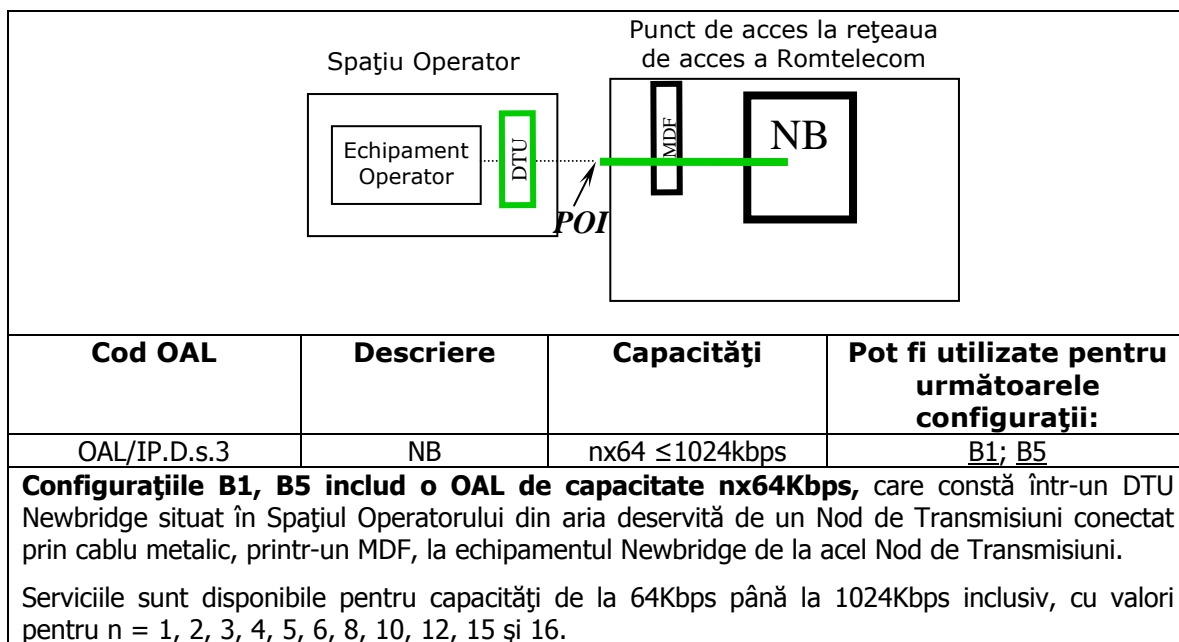 Punct de acces la reţeaua
de acces a Romtelecom
Spaţiu Operator
Echipament
Operator
DTU
MDF
NB
POI
Cod OAL
Descriere
Capacităţi
Pot fi utilizate pentru
următoarele
configuraţii:
OAL/IP.D.s.3
NB
nx64 ≤1024kbps
B1; B5
Configuraţiile B1, B5 includ o OAL de capacitate nx64Kbps, care constă într-un DTU
Newbridge situat în Spaţiul Operatorului din aria deservită de un Nod de Transmisiuni conectat
prin cablu metalic, printr-un MDF, la echipamentul Newbridge de la acel Nod de Transmisiuni.
Serviciile sunt disponibile pentru capacităţi de la 64Kbps până la 1024Kbps inclusiv, cu valori
pentru n = 1, 2, 3, 4, 5, 6, 8, 10, 12, 15 şi 16.